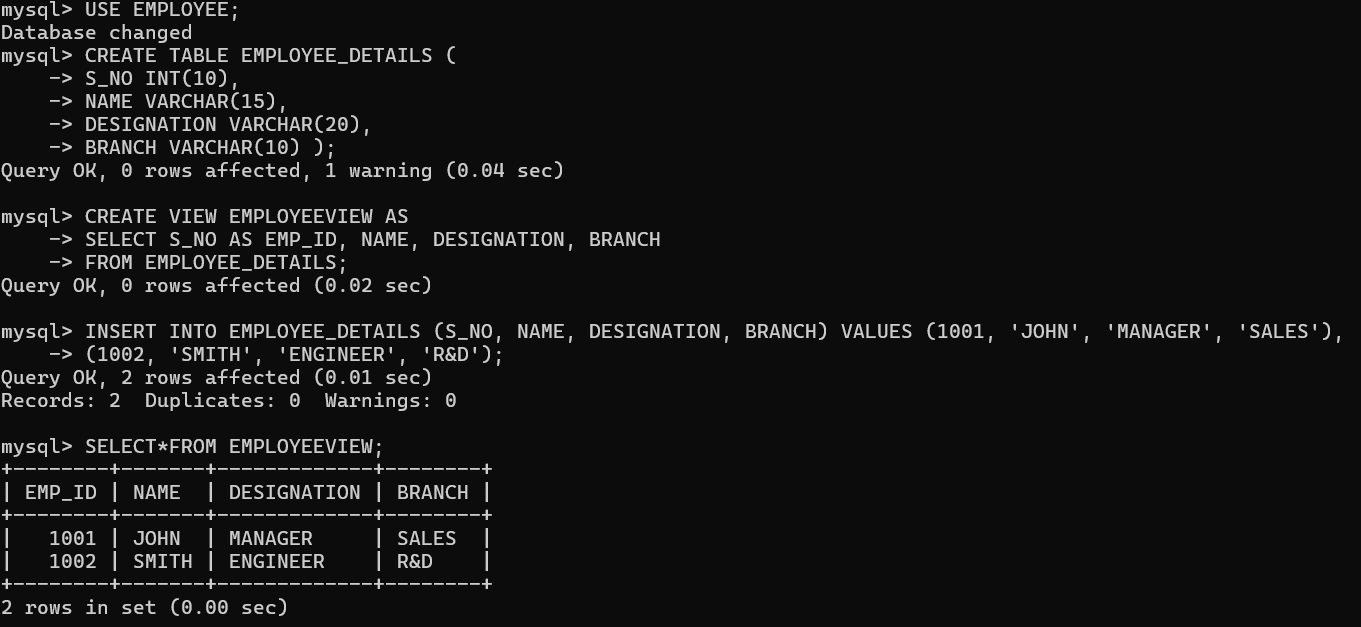 mysql> USE EMPLOYEE;
Database changed
mysql> CREATE TABLE EMPLOYEE_DETAILS (
    -> S_NO INT(10),
    -> NAME VARCHAR(15),
    -> DESIGNATION VARCHAR(20),
    -> BRANCH VARCHAR(10) );
Query OK, 0 rows affected, 1 warning (0.04 sec)

mysql> CREATE VIEW EMPLOYEEVIEW AS
    -> SELECT S_NO AS EMP_ID, NAME, DESIGNATION, BRANCH
    -> FROM EMPLOYEE_DETAILS;
Query OK, 0 rows affected (0.02 sec)

mysql> INSERT INTO EMPLOYEE_DETAILS (S_NO, NAME, DESIGNATION, BRANCH) VALUES (1001, 'JOHN', 'MANAGER', 'SALES'),
    -> (1002, 'SMITH', 'ENGINEER', 'R&D');
Query OK, 2 rows affected (0.01 sec)
Records: 2  Duplicates: 0  Warnings: 0

mysql> SELECT*FROM EMPLOYEEVIEW;
+--------+-------+-------------+--------+
| EMP_ID | NAME  | DESIGNATION | BRANCH |
+--------+-------+-------------+--------+
|   1001 | JOHN  | MANAGER     | SALES  |
|   1002 | SMITH | ENGINEER    | R&D    |
+--------+-------+-------------+--------+
2 rows in set (0.00 sec)